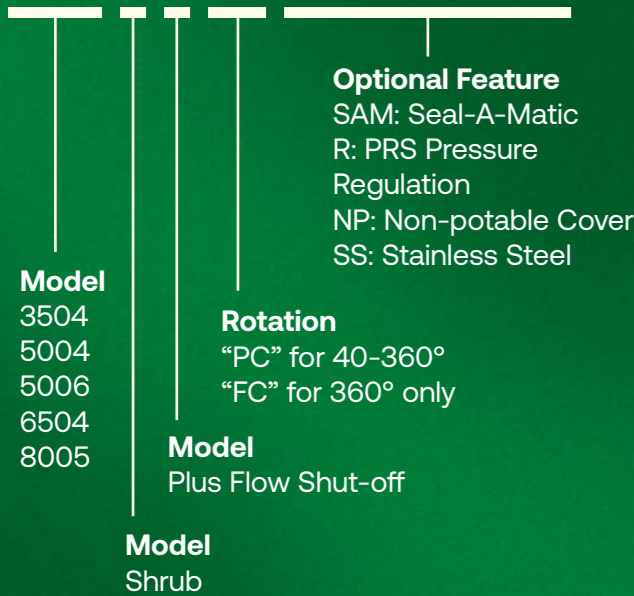 Optional Feature
SAM: Seal-A-Matic
R: PRS Pressure
Regulation
NP: Non-potable Cover
SS: Stainless Steel
Model
3504
5004
5006
6504
8005
Rotation
“PC” for 40-360°
“FC” for 360° only
Model
Plus Flow Shut-off
Model
Shrub